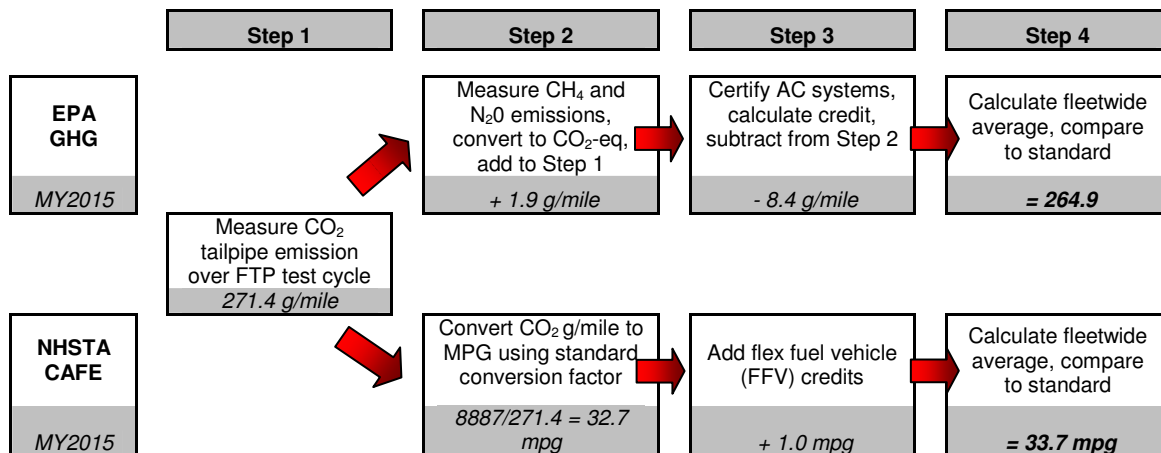 Step 1
Step 2
Step 3
Step 4
EPA
GHG
MY2015
Measure CH₄ and
N₂0 emissions,
convert to CO₂-eq,
add to Step 1
+ 1.9 g/mile
Certify AC systems,
calculate credit,
subtract from Step 2
- 8.4 g/mile
Calculate fleetwide
average, compare
to standard
= 264.9
Measure CO₂
tailpipe emission
over FTP test cycle
271.4 g/mile
NHSTA
CAFE
MY2015
Convert CO₂ g/mile to
MPG using standard
conversion factor
8887/271.4 = 32.7
mpg
Add flex fuel vehicle
(FFV) credits
+ 1.0 mpg
Calculate fleetwide
average, compare
to standard
= 33.7 mpg